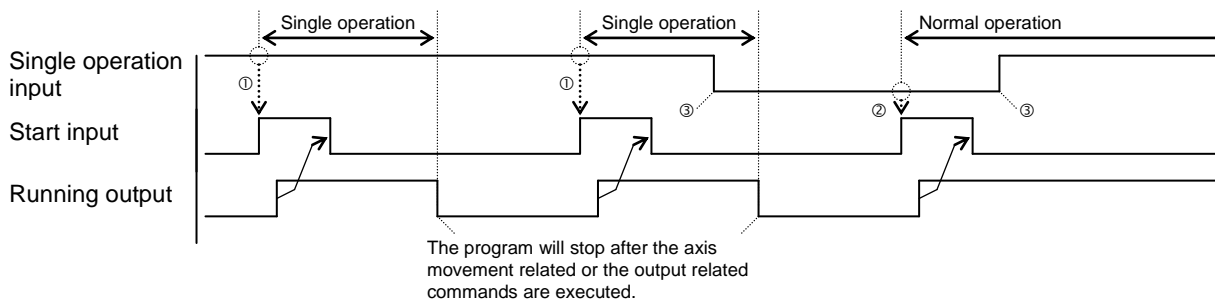 Single operation
Single operation
Normal operation
Single operation
input
①
①
③
②
③
Start input
Running output
The program will stop after the axis
movement related or the output related
commands are executed.